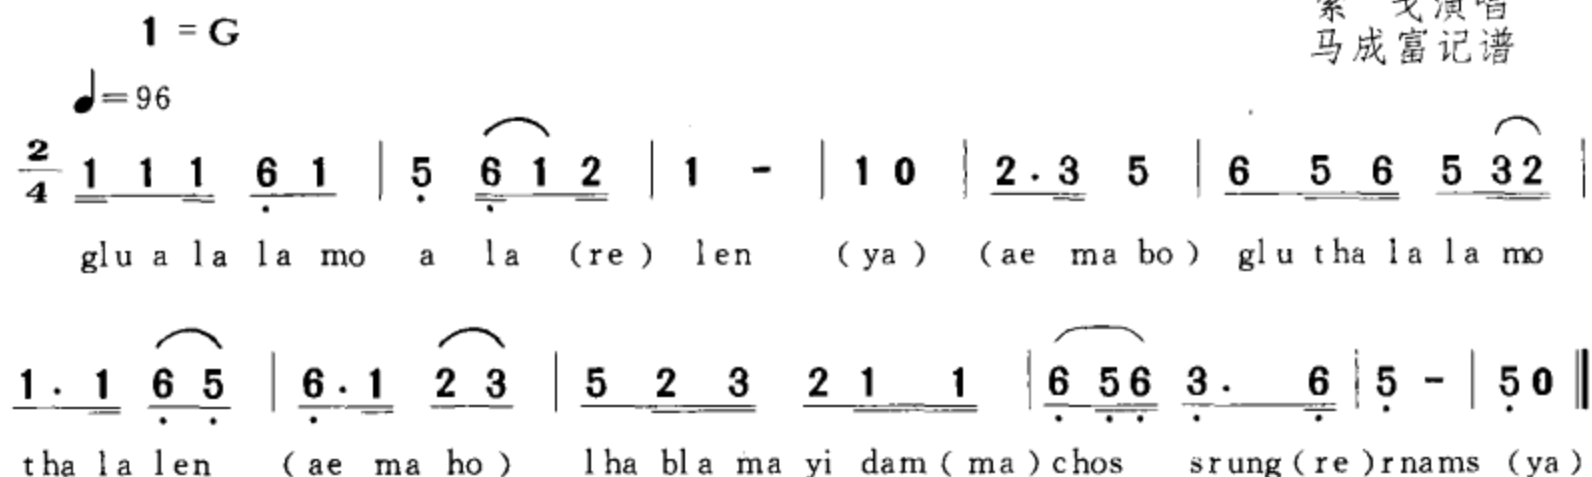 索 戈演唱
1 = G
马成富记谱
♩= 96
2/4 1 1 1 6̣ 1 | 5̣ 6̣ 1 2 | 1 - | 1 0 | 2 · 3 5 | 6 5 6 5 3 2 |
glu a la la mo a la (re) len (ya) (ae ma bo) glu tha la la mo
1 · 1 6̣ 5̣ | 6̣ · 1 2 3 | 5 2 3 2 1 1 | 6̣ 5̣ 6̣ 3̣ · 6̣ | 5̣ - | 5̣ 0 ‖
tha la len (ae ma ho) lha bla ma yi dam (ma) chos srung (re) rnams (ya)